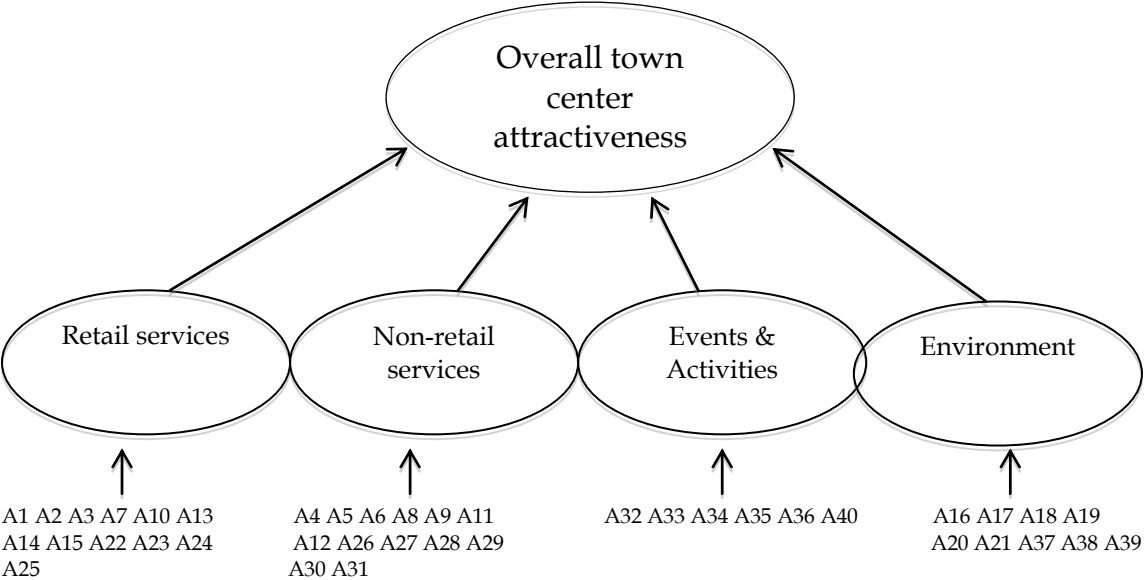 Overall town
center
attractiveness
Retail services
Non-retail
services
Events &
Activities
Environment
A1 A2 A3 A7 A10 A13
A14 A15 A22 A23 A24
A25
A4 A5 A6 A8 A9 A11
A12 A26 A27 A28 A29
A30 A31
A32 A33 A34 A35 A36 A40
A16 A17 A18 A19
A20 A21 A37 A38 A39